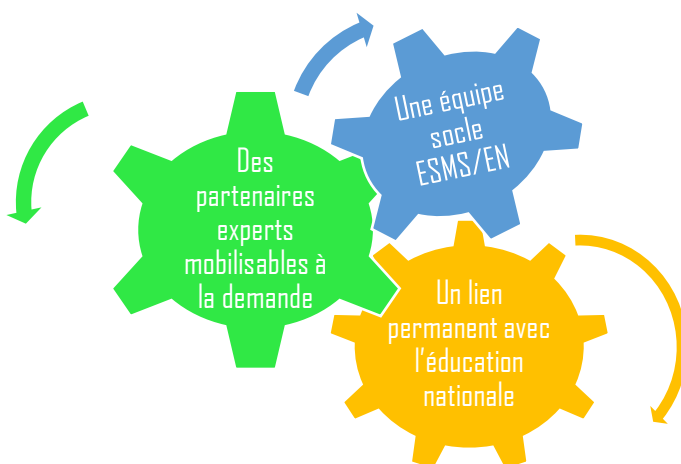 Une équipe
socle
ESMS/EN
Des
partenaires
experts
mobilisables à
la demande
Un lien
permanent avec
l'éducation
nationale